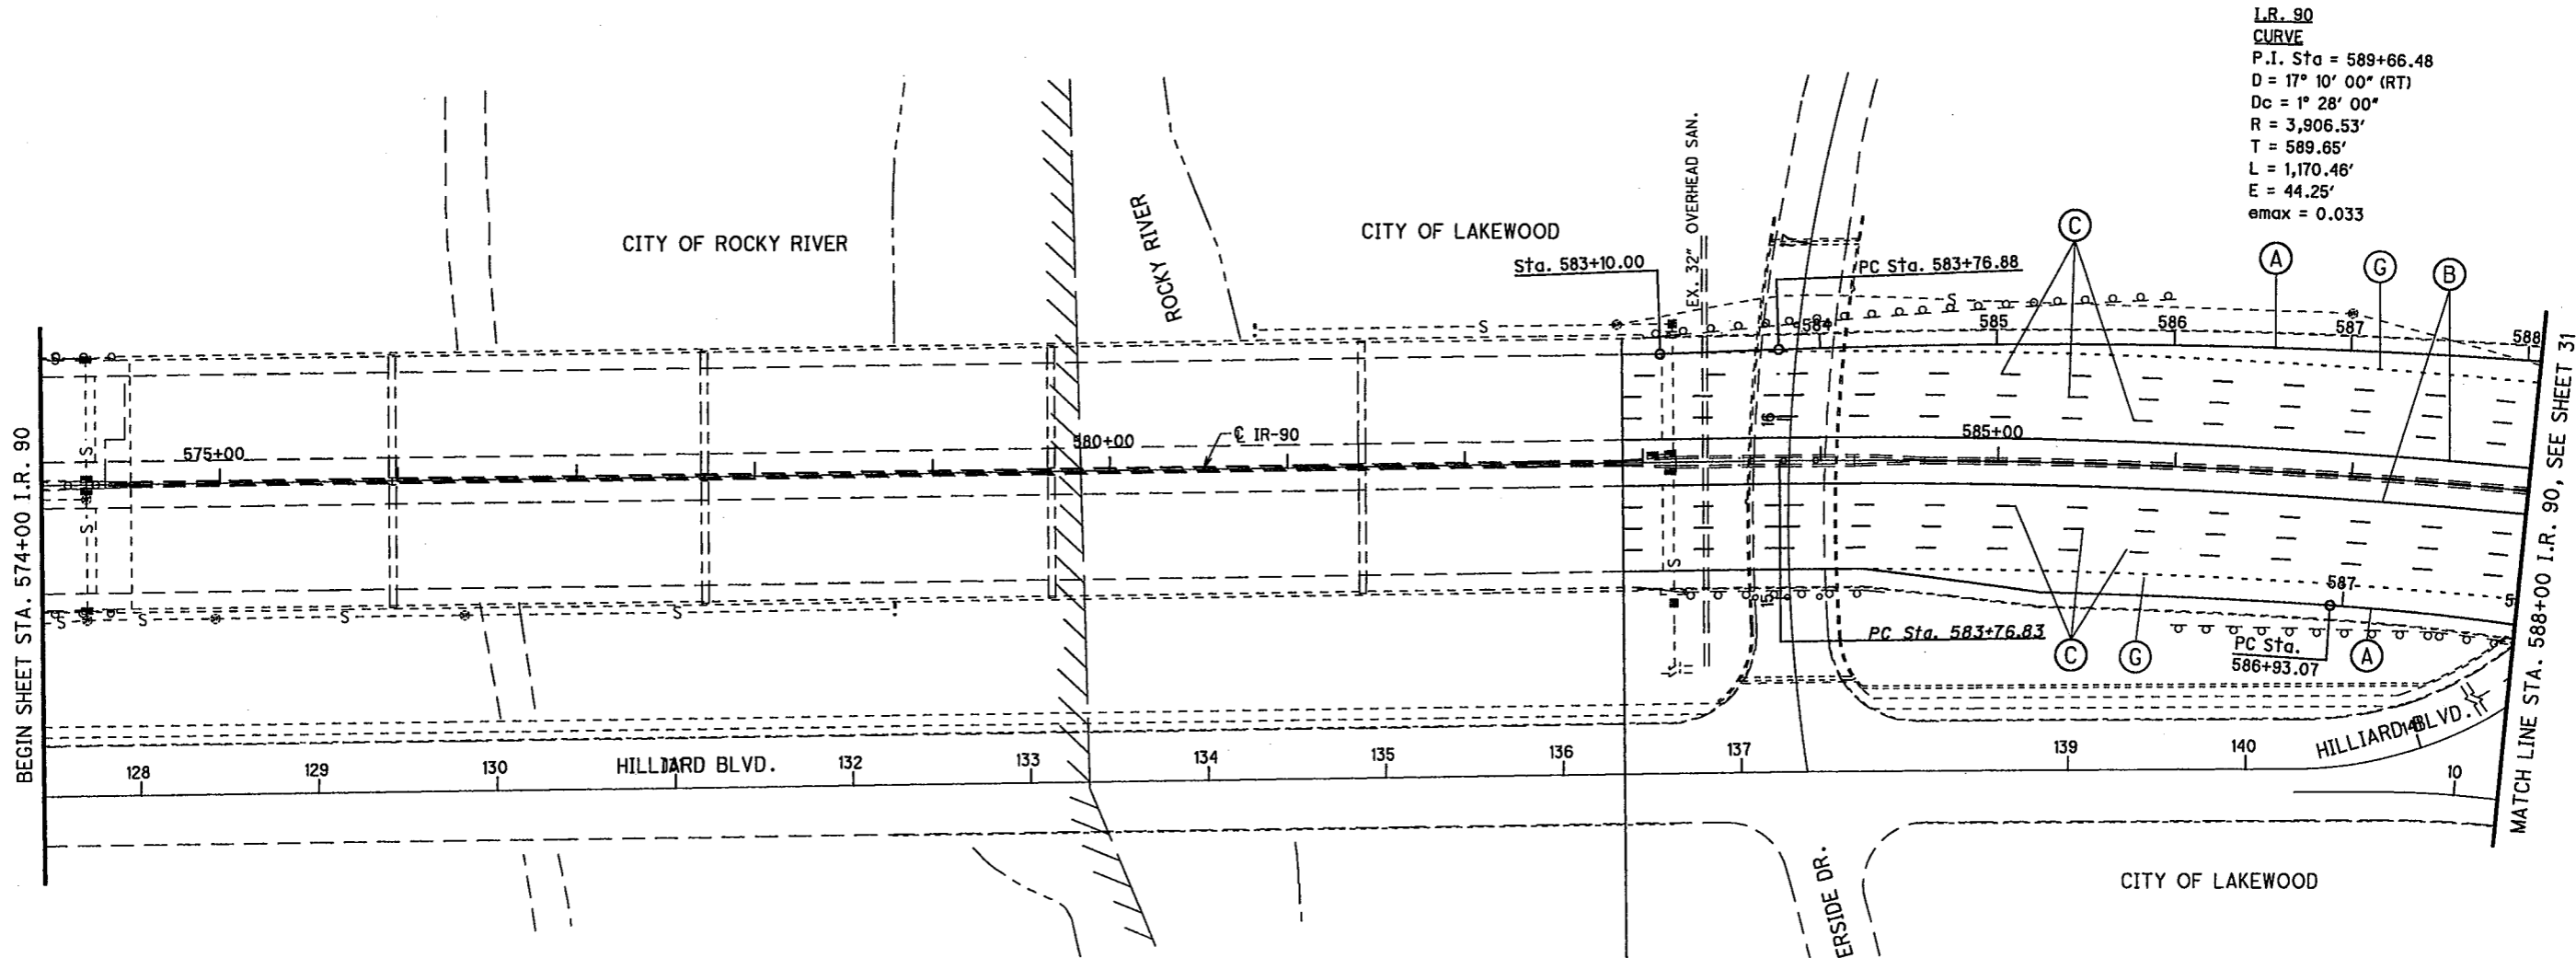 I.R. 90
CURVE
P.I. Sta = 589+66.48
D = 17° 10' 00" (RT)
Dc = 1° 28' 00"
R = 3,906.53'
T = 589.65'
L = 1,170.46'
E = 44.25'
emax = 0.033
CITY OF ROCKY RIVER
ROCKY RIVER
CITY OF LAKEWOOD
EX. 32" OVERHEAD SAN.
Sta. 583+10.00
PC Sta. 583+76.88
C
A
G
B
S
584
585
586
587
588
S
S
BEGIN SHEET STA. 574+00 I.R. 90
575+00
580+00
℄ IR-90
585+00
16
S
S
S
15
587
5
S
S
S
S
PC Sta. 583+76.83
C
G
PC Sta.
586+93.07
A
MATCH LINE STA. 588+00 I.R. 90, SEE SHEET 31
128
129
130
HILLIARD BLVD.
132
133
134
135
136
137
139
140
HILLIARD BLVD.
10
ERSIDE DR.
CITY OF LAKEWOOD